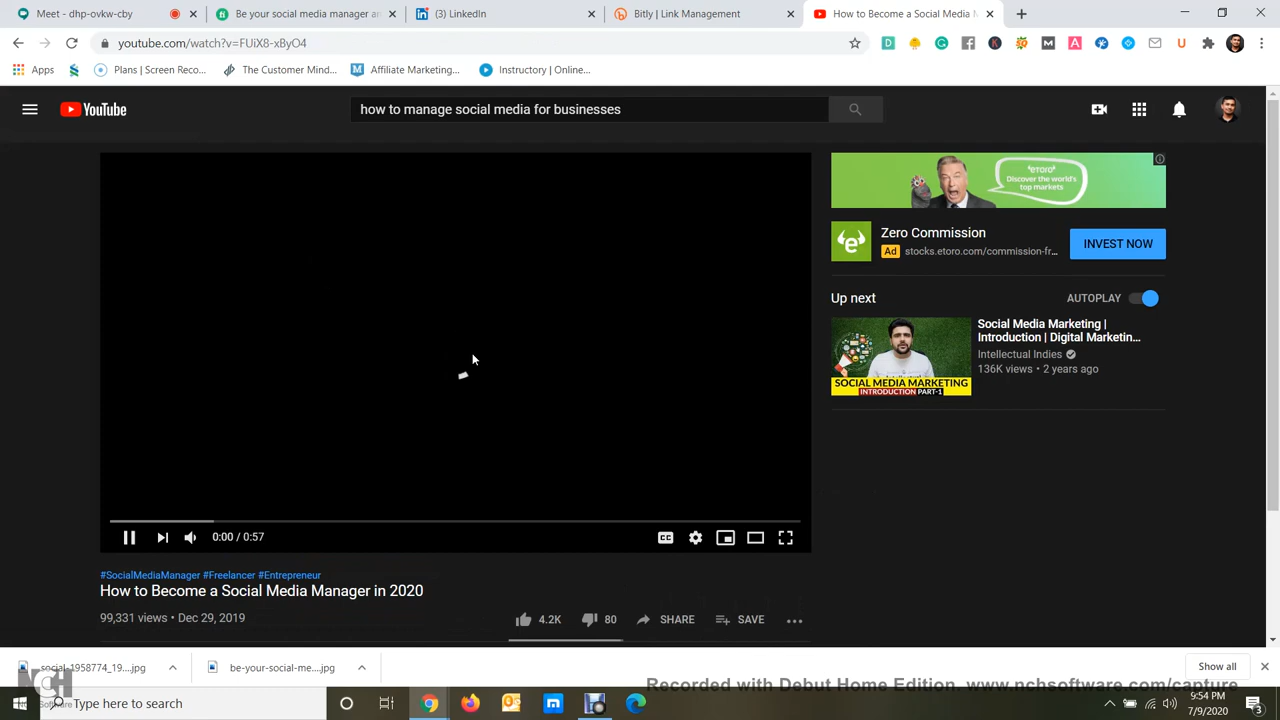 Meet - dhp-ovkw-cby
Be your social media manager an
(3) LinkedIn
Bitly | Link Management
How to Become a Social Media M
youtube.com/watch?v=FUiX8-xByO4
Apps
Plans | Screen Reco...
The Customer Mind...
Affiliate Marketing...
Instructory | Online...
YouTube
how to manage social media for businesses
"eTORO"
Discover the world's
top markets
Zero Commission
Ad stocks.etoro.com/commission-fr...
INVEST NOW
Up next
AUTOPLAY
Social Media Marketing |
Introduction | Digital Marketin...
Intellectual Indies
136K views • 2 years ago
SOCIAL MEDIA MARKETING
INTRODUCTION PART-1
0:00 / 0:57
#SocialMediaManager #Freelancer #Entrepreneur
How to Become a Social Media Manager in 2020
99,331 views • Dec 29, 2019
4.2K
80
SHARE
SAVE
social-1958774_19....jpg
be-your-social-me....jpg
Show all
Recorded with Debut Home Edition. www.nchsoftware.com/capture
NCH
Software
Type here to search
9:54 PM
7/9/2020
3